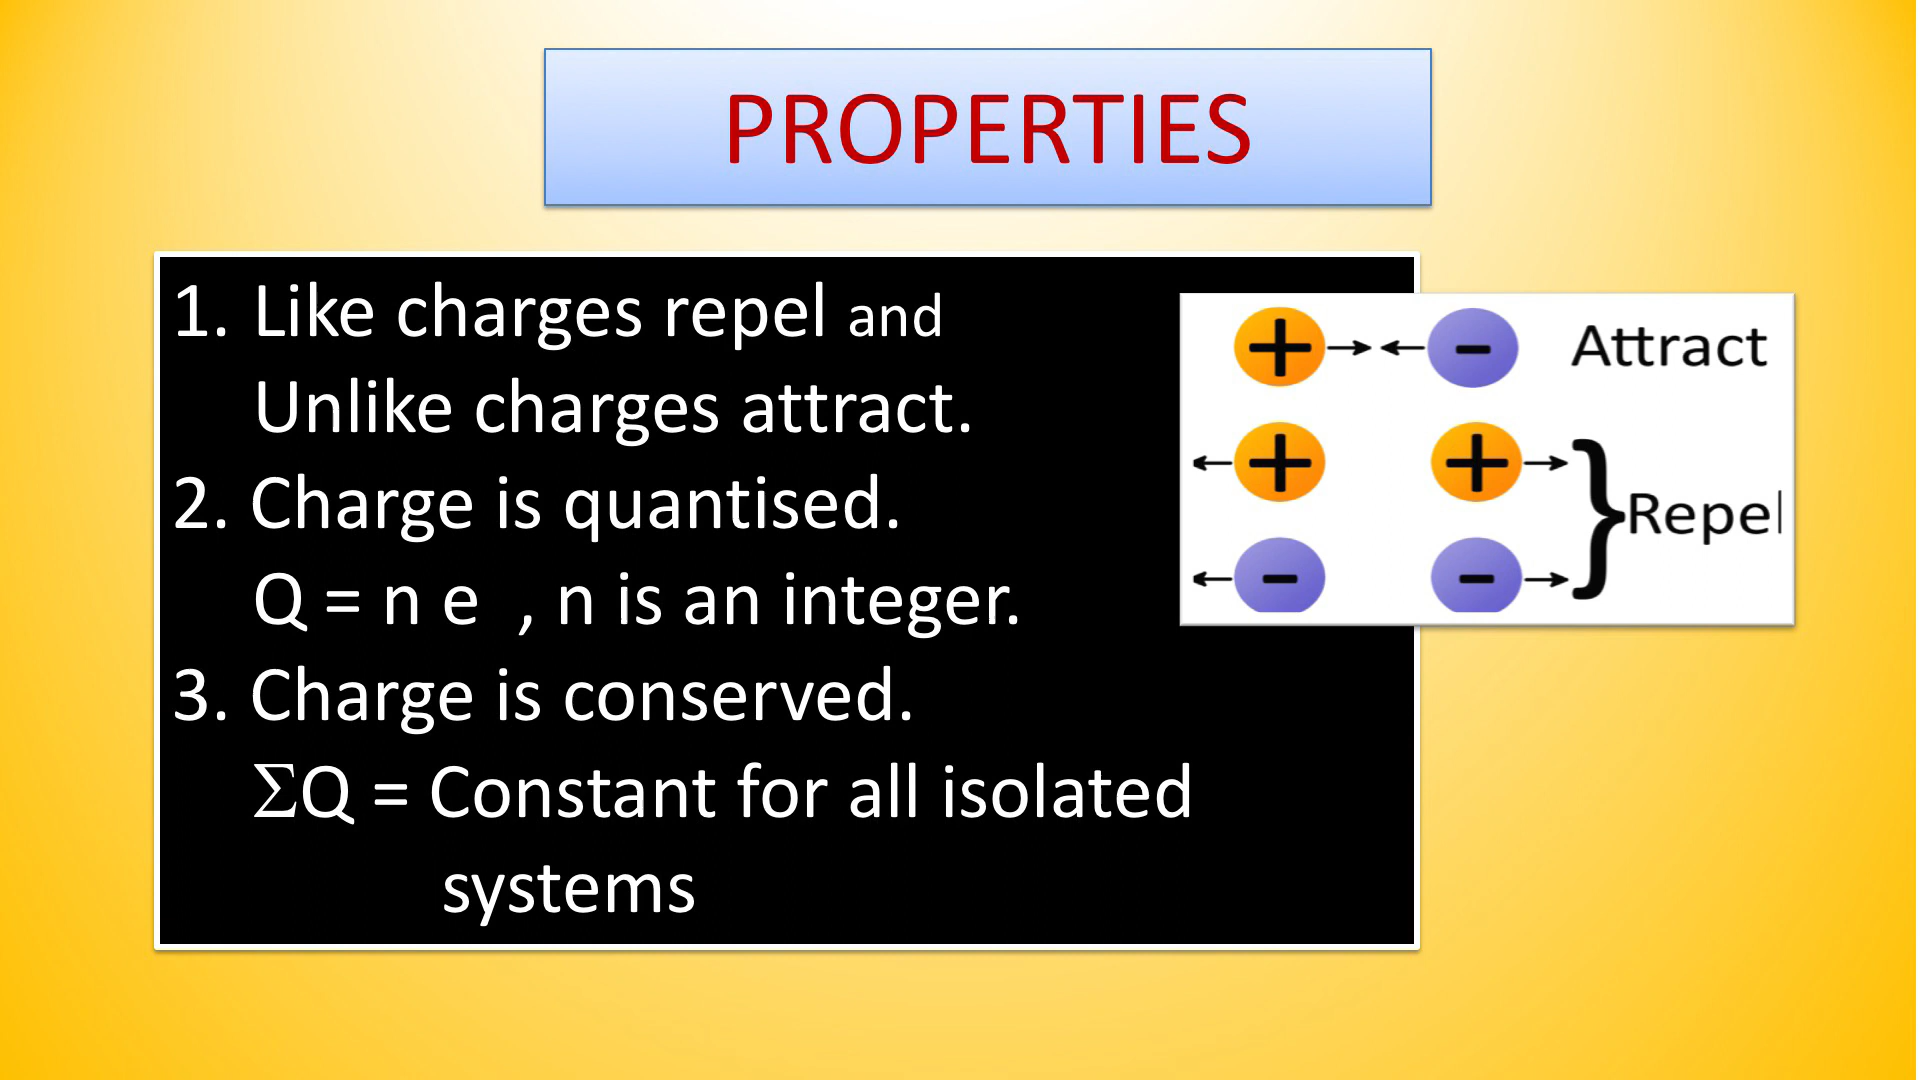 PROPERTIES
1. Like charges repel and
Unlike charges attract.
2. Charge is quantised.
Q = n e , n is an integer.
3. Charge is conserved.
ΣQ = Constant for all isolated
systems
+ - Attract
+ +
Repel
- -